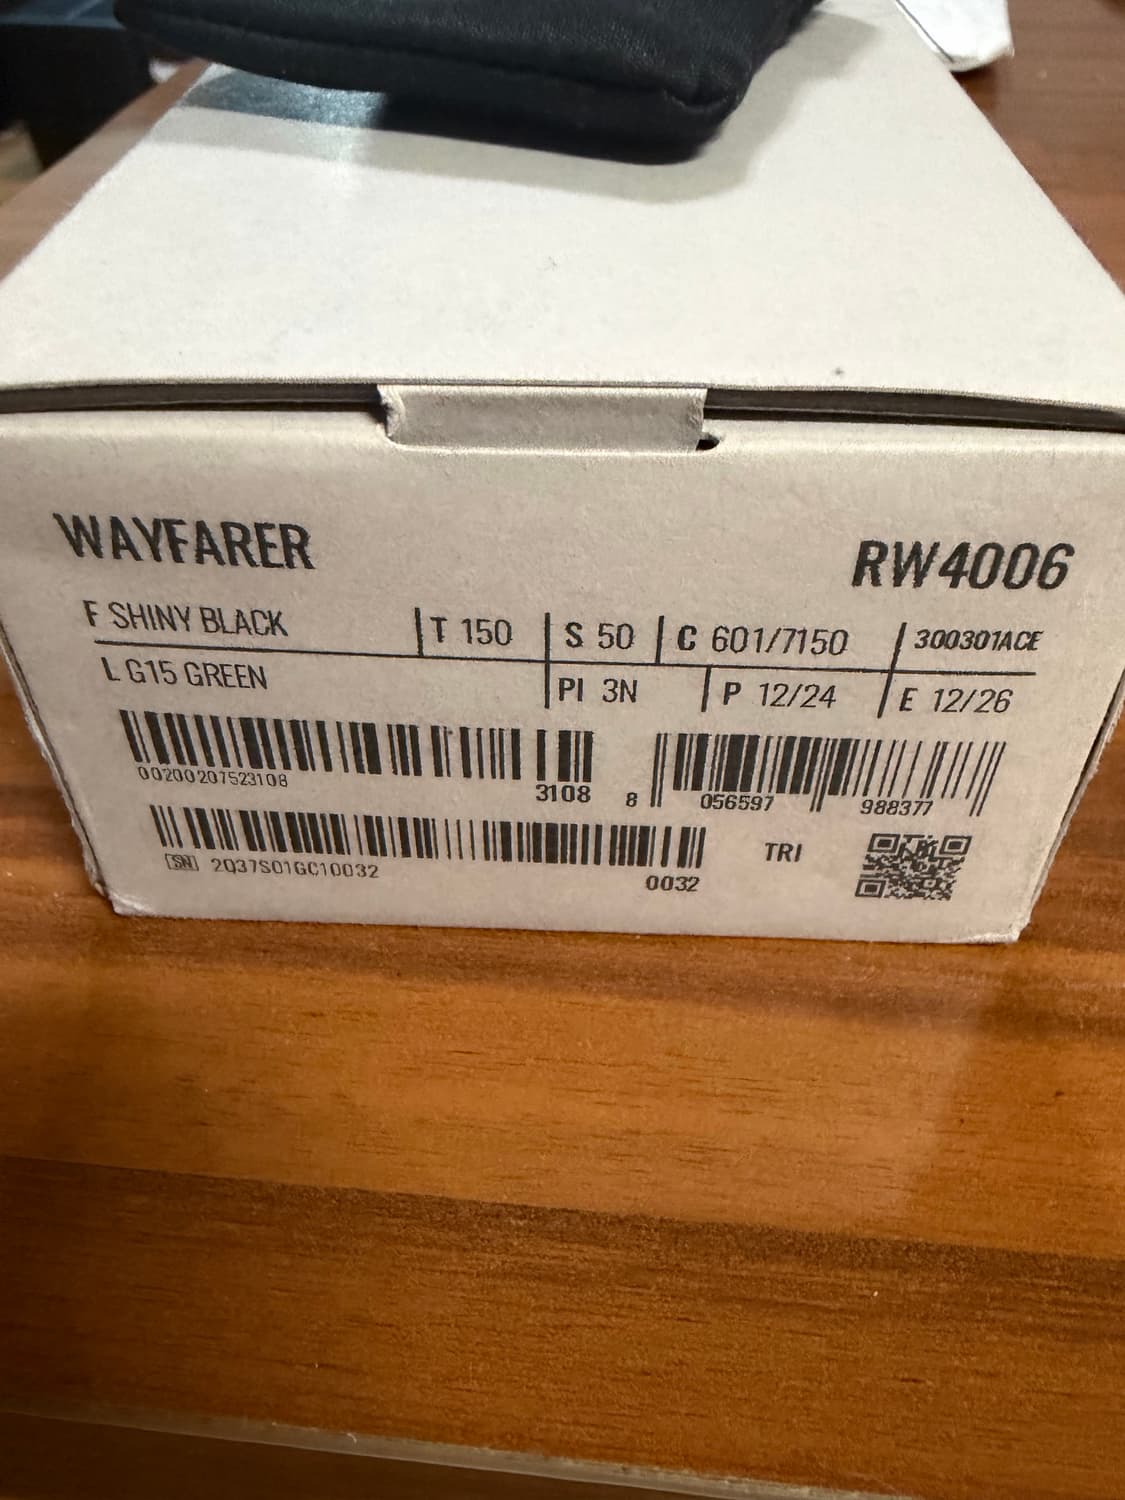 WAYFARER
RW4006
F SHINY BLACK T 150 S 50 C 601/7150 300301ACE
L G15 GREEN PI 3N P 12/24 E 12/26
00200207523108
3108
8 056597 988377
SN 2Q37S01GC10032
0032
TRI